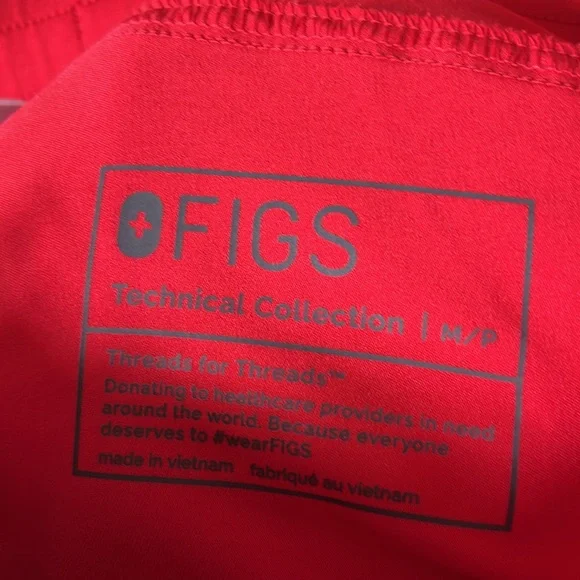 FIGS
Technical Collection | M/P
Threads for Threads™
Donating to healthcare providers in need
around the world. Because everyone
deserves to #wearFIGS
made in vietnam fabriqué au vietnam